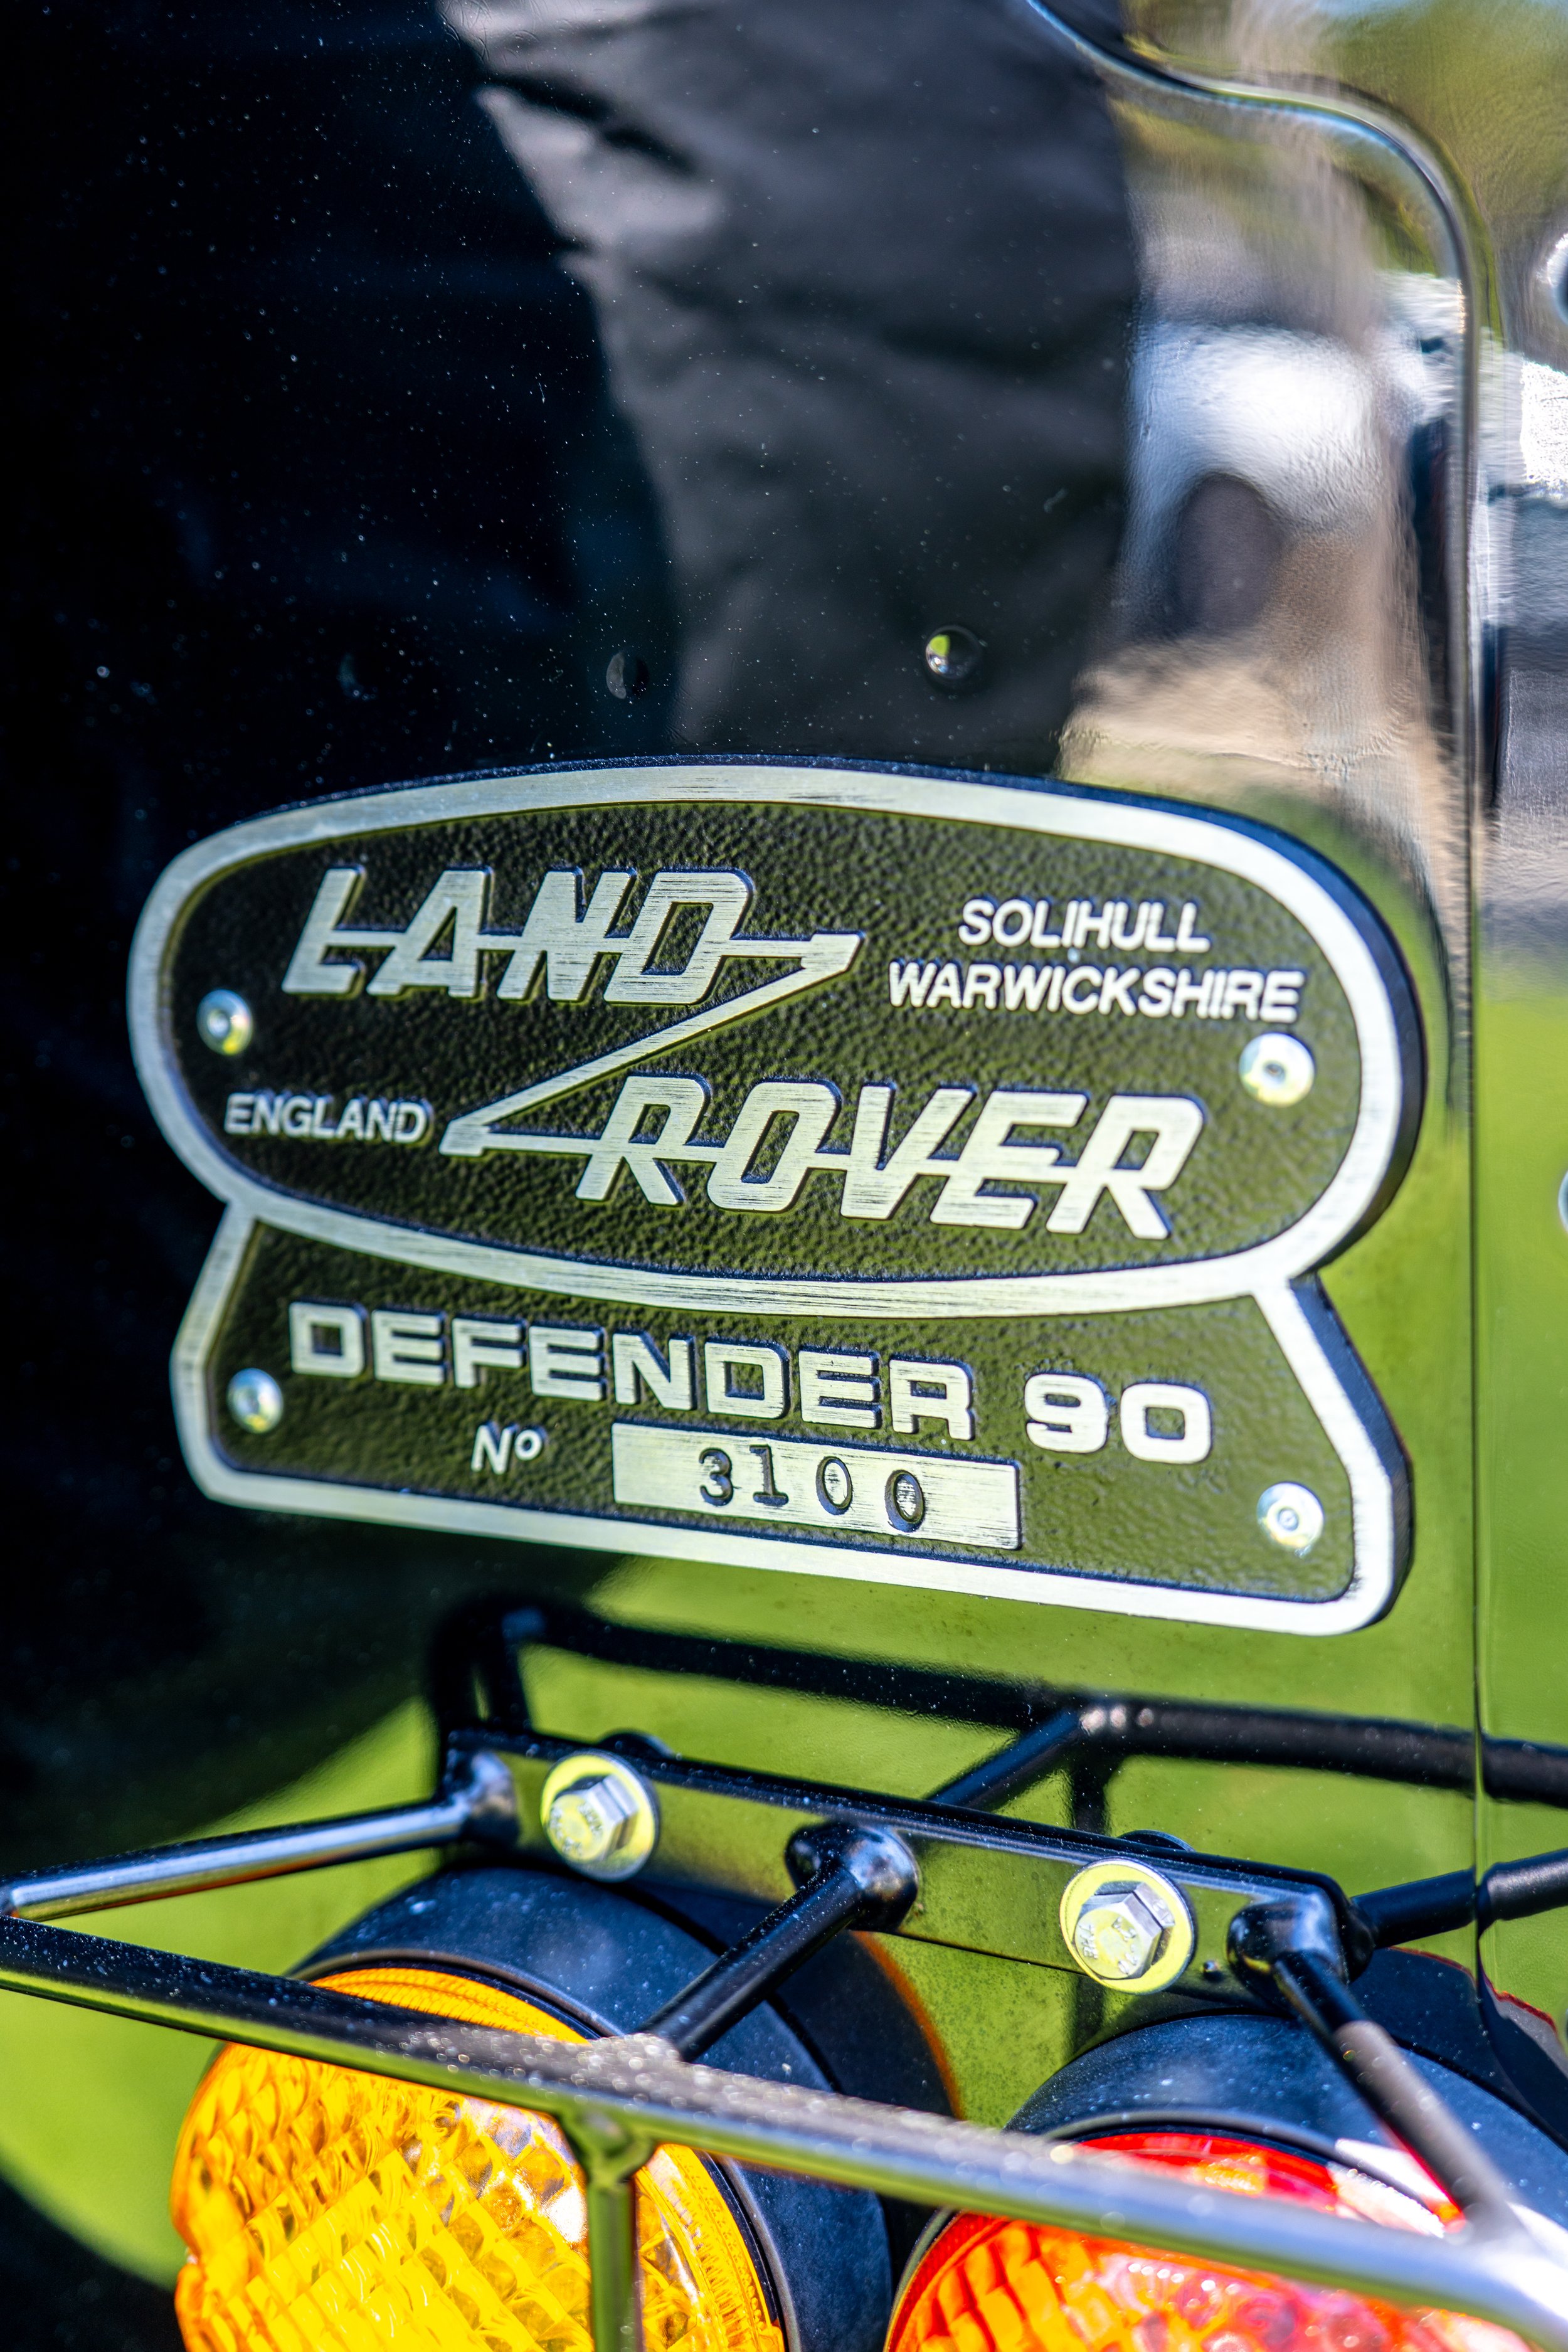 LAND
SOLIHULL
WARWICKSHIRE
ENGLAND
ROVER
DEFENDER 90
Nº 3100